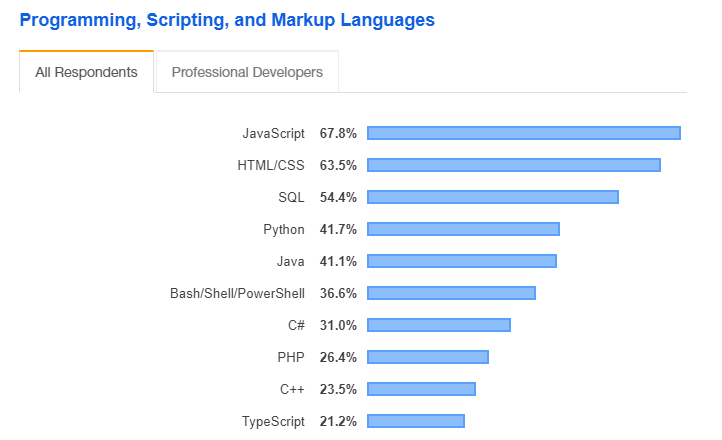 Programming, Scripting, and Markup Languages
All Respondents
Professional Developers
JavaScript 67.8%
HTML/CSS 63.5%
SQL 54.4%
Python 41.7%
Java 41.1%
Bash/Shell/PowerShell 36.6%
C# 31.0%
PHP 26.4%
C++ 23.5%
TypeScript 21.2%